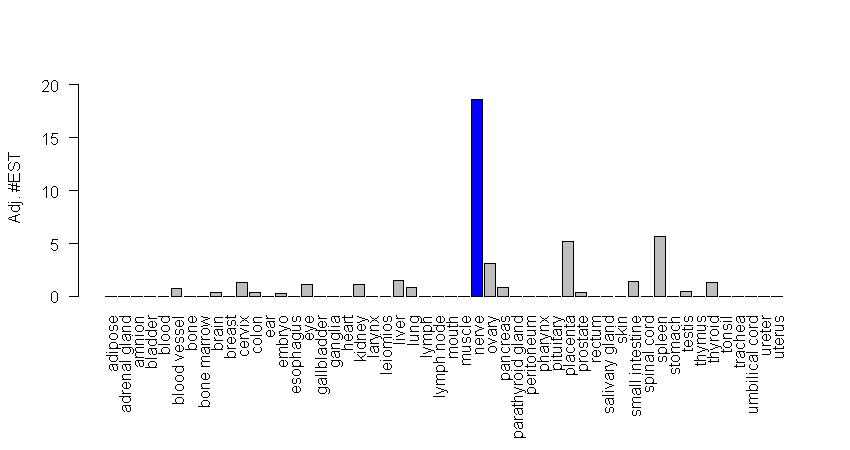 Adj. #EST
20
15
10
5
0
adipose
adrenal gland
amnion
bladder
blood
blood vessel
bone
bone marrow
brain
breast
cervix
colon
ear
embryo
esophagus
eye
gallbladder
ganglia
heart
kidney
larynx
leiomios
liver
lung
lymph
lymph node
mouth
muscle
nerve
ovary
pancreas
parathyroid gland
peritoneum
pharynx
pituitary
placenta
prostate
rectum
salivary gland
skin
small intestine
spinal cord
spleen
stomach
testis
thymus
thyroid
tonsil
trachea
umbilical cord
ureter
uterus